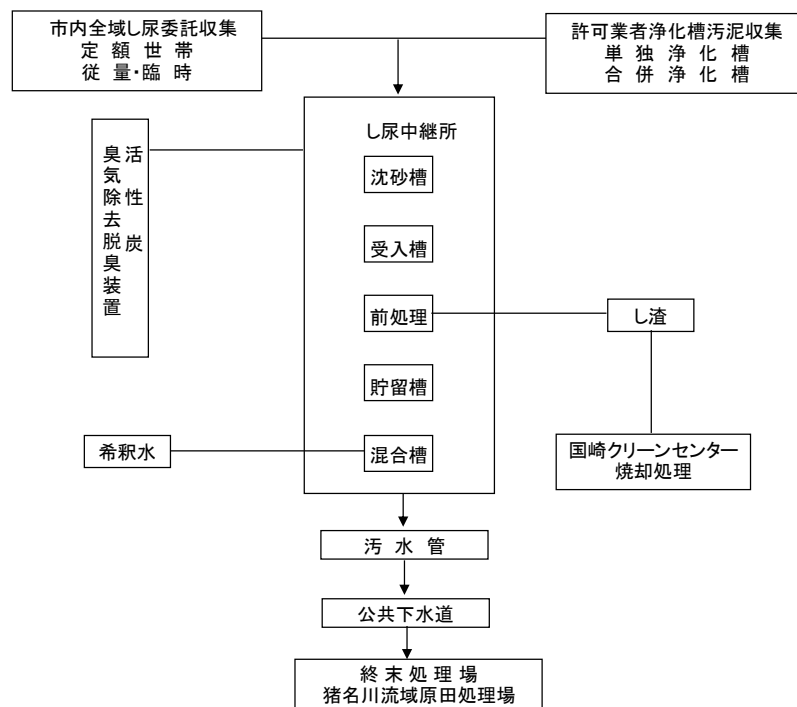 市内全域し尿委託収集
定額世帯
従量・臨時
許可業者浄化槽汚泥収集
単独浄化槽
合併浄化槽
し尿中継所
活性炭
臭気除去脱臭装置
沈砂槽
受入槽
前処理
し渣
貯留槽
希釈水
混合槽
国崎クリーンセンター
焼却処理
汚水管
公共下水道
終末処理場
猪名川流域原田処理場